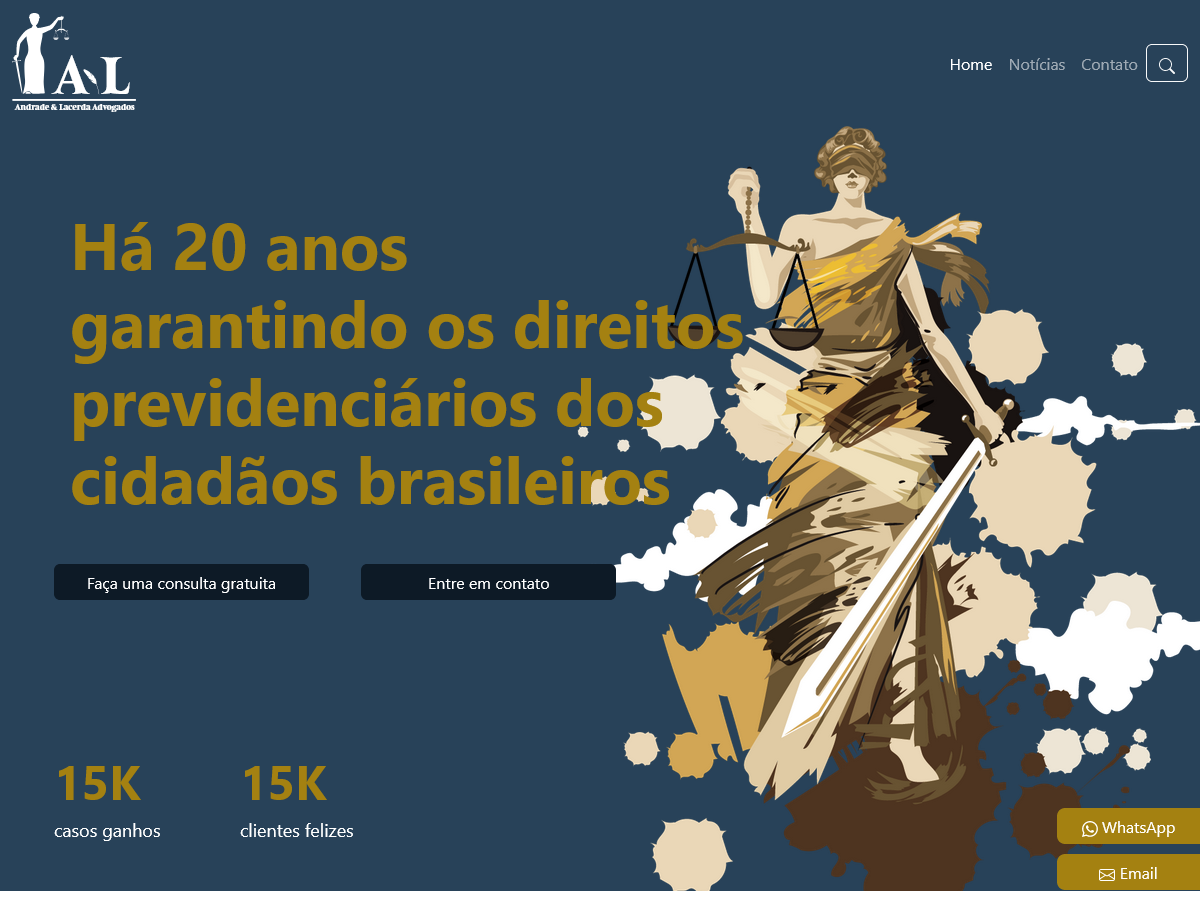 A L
Andrade & Lacerda Advogados
Home Notícias Contato
Há 20 anos
garantindo os direitos
previdenciários dos
cidadãos brasileiros
Faça uma consulta gratuita
Entre em contato
15K
casos ganhos
15K
clientes felizes
WhatsApp
Email